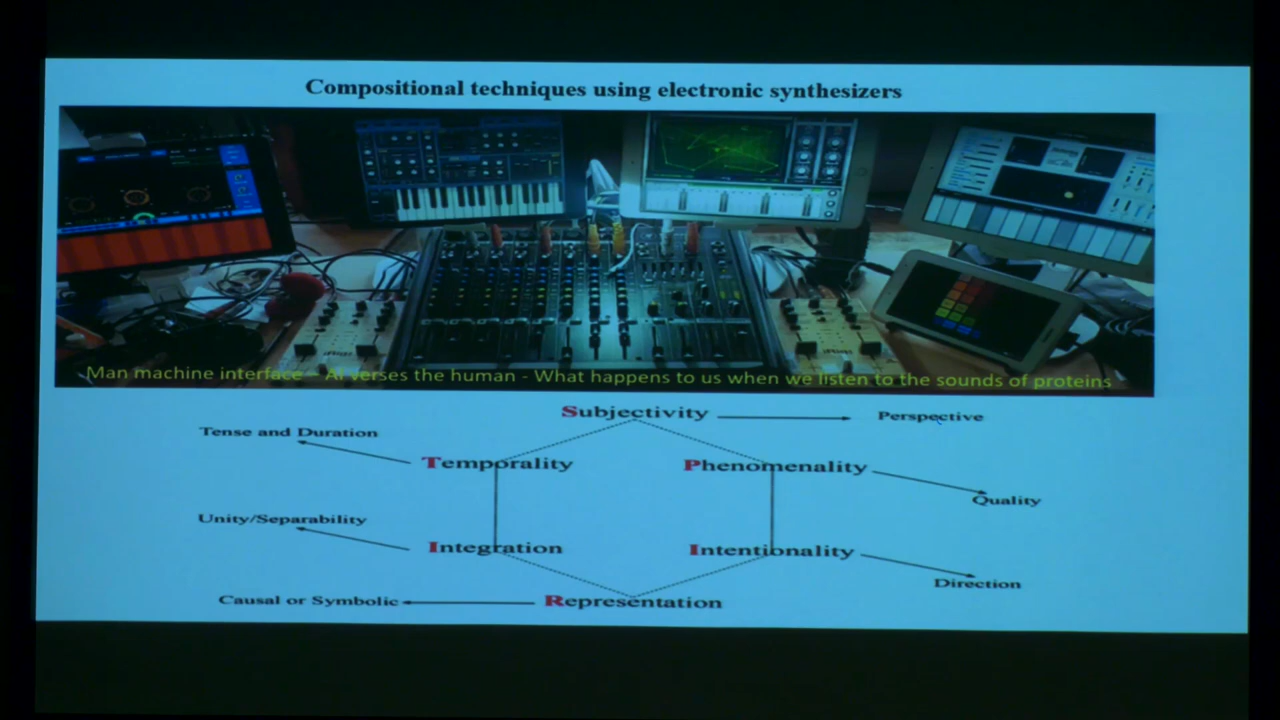 Compositional techniques using electronic synthesizers
Man machine interface - AI verses the human - What happens to us when we listen to the sounds of proteins
Subjectivity
Perspective
Tense and Duration
Temporality
Phenomenality
Quality
Unity/Separability
Integration
Intentionality
Direction
Causal or Symbolic
Representation